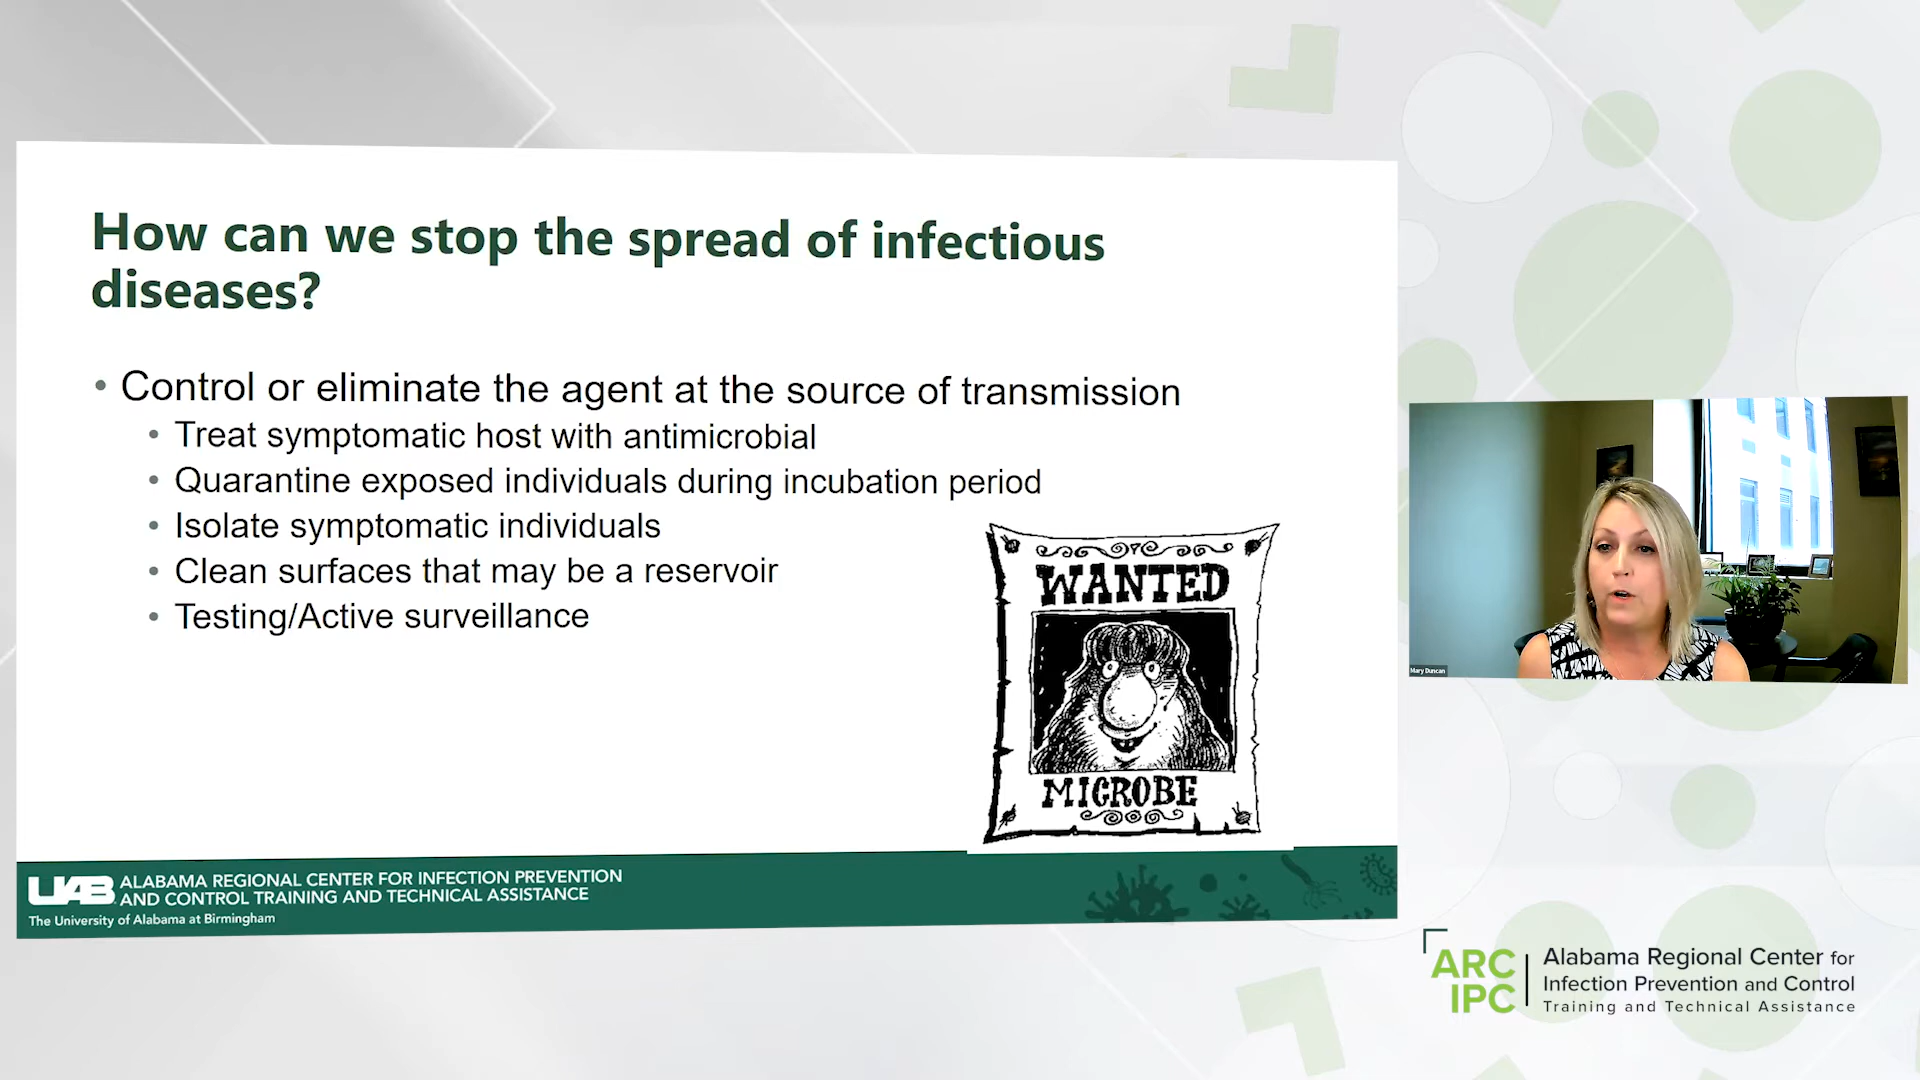 How can we stop the spread of infectious
diseases?
• Control or eliminate the agent at the source of transmission
• Treat symptomatic host with antimicrobial
• Quarantine exposed individuals during incubation period
• Isolate symptomatic individuals
• Clean surfaces that may be a reservoir
• Testing/Active surveillance
WANTED
MICROBE
Mary Duncan
UAB ALABAMA REGIONAL CENTER FOR INFECTION PREVENTION
AND CONTROL TRAINING AND TECHNICAL ASSISTANCE
The University of Alabama at Birmingham
ARC
IPC
Alabama Regional Center for
Infection Prevention and Control
Training and Technical Assistance